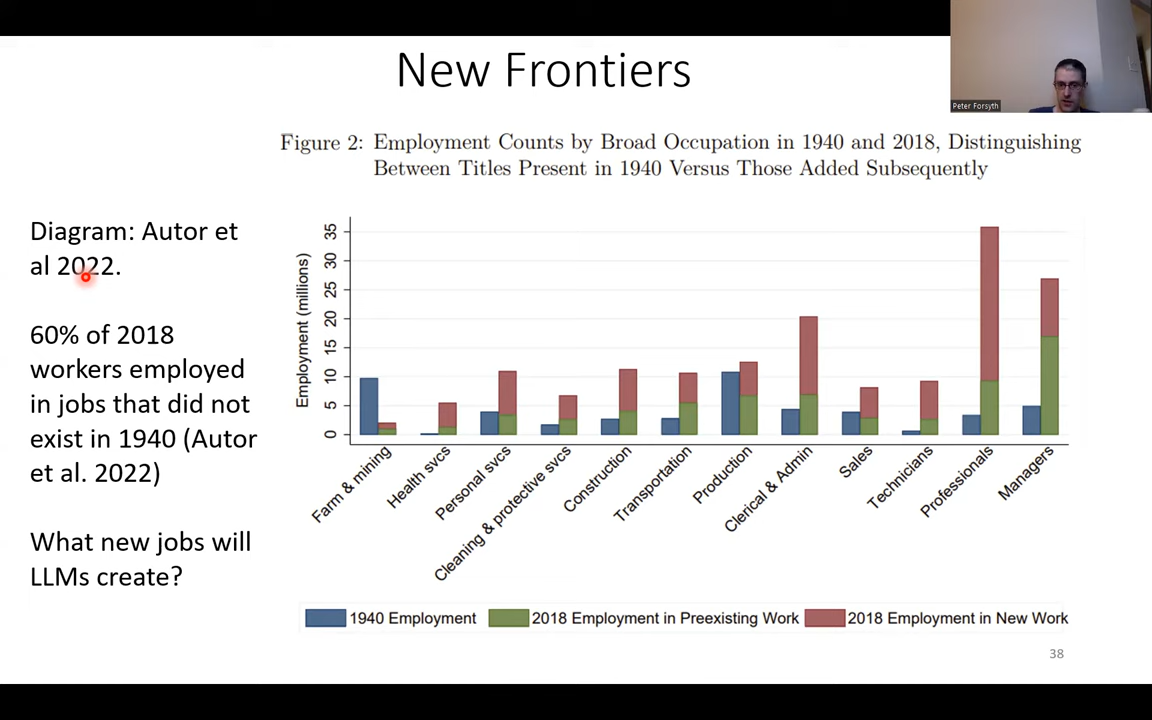 New Frontiers
Peter Forsyth
Figure 2: Employment Counts by Broad Occupation in 1940 and 2018, Distinguishing
Between Titles Present in 1940 Versus Those Added Subsequently
Diagram: Autor et
al 2022.
60% of 2018
workers employed
in jobs that did not
exist in 1940 (Autor
et al. 2022)
What new jobs will
LLMs create?
Employment (millions)
35
30
25
20
15
10
5
0
Farm & mining
Health svcs
Personal svcs
Cleaning & protective svcs
Construction
Transportation
Production
Clerical & Admin
Sales
Technicians
Professionals
Managers
1940 Employment
2018 Employment in Preexisting Work
2018 Employment in New Work
38